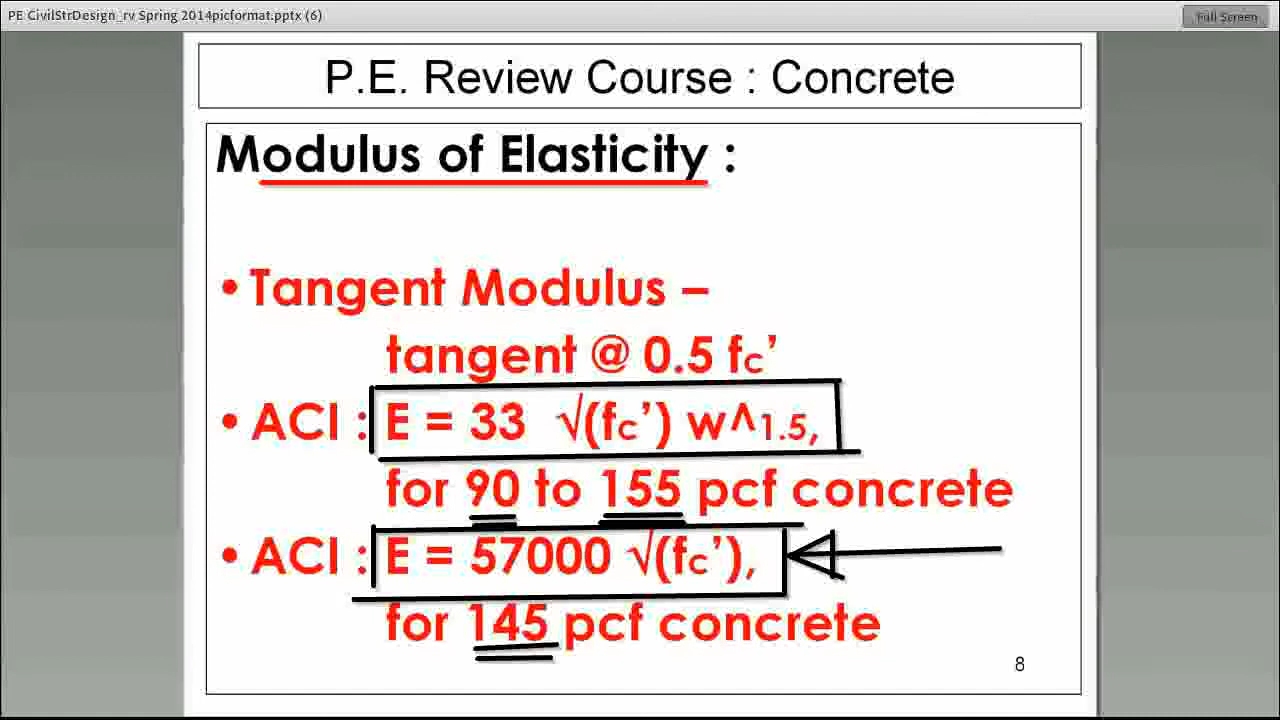 PE CivilStrDesign_rv Spring 2014picformat.pptx (6)
Full Screen
P.E. Review Course : Concrete
Modulus of Elasticity :
•Tangent Modulus –
tangent @ 0.5 fc’
•ACI : E = 33 √(fc’) w^1.5,
for 90 to 155 pcf concrete
•ACI : E = 57000 √(fc’),
for 145 pcf concrete
8